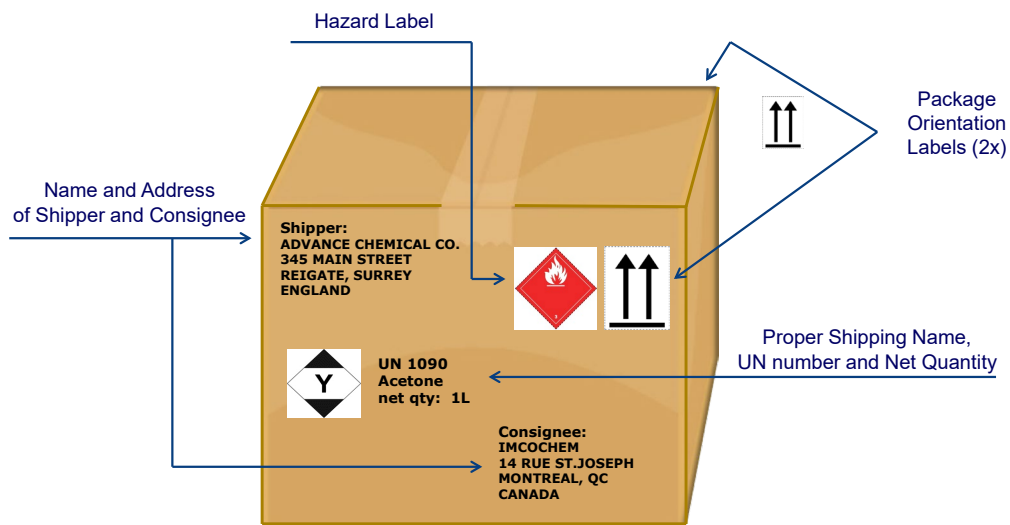 Hazard Label
Package
Orientation
Labels (2x)
Name and Address
of Shipper and Consignee
Shipper:
ADVANCE CHEMICAL CO.
345 MAIN STREET
REIGATE, SURREY
ENGLAND
3
Proper Shipping Name,
UN number and Net Quantity
Y
UN 1090
Acetone
net qty: 1L
Consignee:
IMCOCHEM
14 RUE ST.JOSEPH
MONTREAL, QC
CANADA